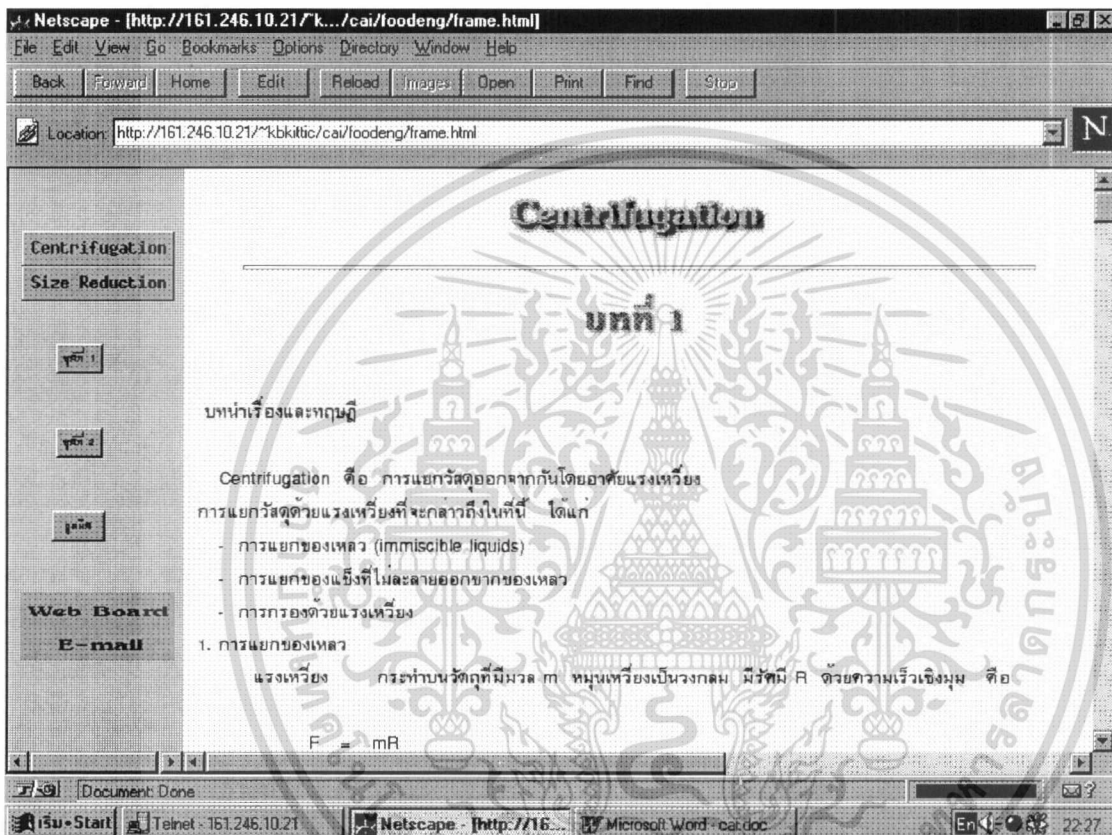 Netscape - [http://161.246.10.21/~k.../cai/foodeng/frame.html]
File Edit View Go Bookmarks Options Directory Window Help
Back Forward Home Edit Reload Images Open Print Find Stop
Location: http://161.246.10.21/~kbkittic/cai/foodeng/frame.html
N
Centrifugation
Size Reduction
ชุดที่ 1
ชุดที่ 2
Web Board
E-mail
Centrifugation
บทที่ 1
บทนำเรื่องและทฤษฎี
Centrifugation คือ การแยกวัสดุออกจากกันโดยอาศัยแรงเหวี่ยง
การแยกวัสดุด้วยแรงเหวี่ยงที่จะกล่าวถึงในที่นี้ ได้แก่
- การแยกของเหลว (immiscible liquids)
- การแยกของแข็งที่ไม่ละลายออกจากของเหลว
- การกรองด้วยแรงเหวี่ยง
1. การแยกของเหลว
แรงเหวี่ยง กระทำบนวัตถุที่มีมวล m หมุนเหวี่ยงเป็นวงกลม มีรัศมี R ด้วยความเร็วเชิงมุม คือ
F = mR
Document: Done
เริ่ม Start Telnet - 161.246.10.21 Netscape - [http://16... Microsoft Word - cai.doc En 22:27